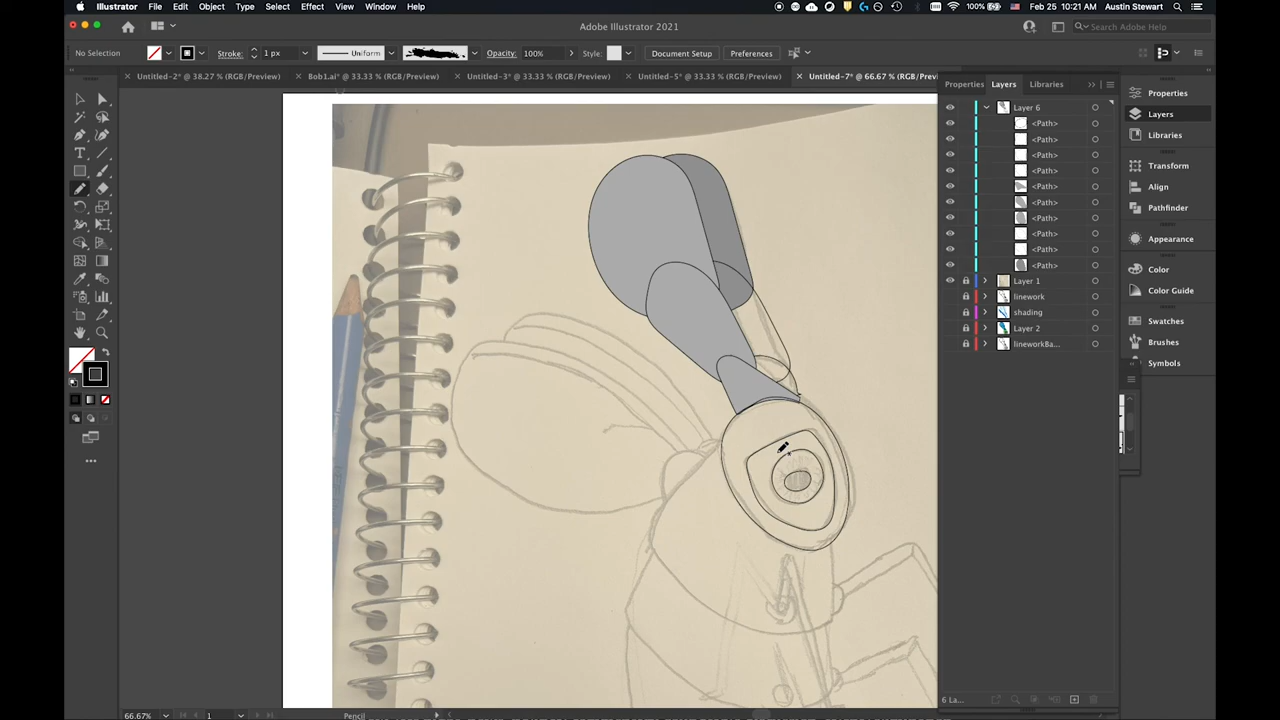 Illustrator File Edit Object Type Select Effect View Window Help 100% Feb 25 10:21 AM Austin Stewart
Adobe Illustrator 2021
Search Adobe Help
No Selection Stroke: 1 px Uniform Opacity: 100% Style: Document Setup Preferences
Untitled-2* @ 38.27 % (RGB/Preview) Bob1.ai* @ 33.33 % (RGB/Preview) Untitled-3* @ 33.33 % (RGB/Preview) Untitled-5* @ 33.33 % (RGB/Preview) Untitled-7* @ 66.67 % (RGB/Previ
Properties Layers Libraries
Layer 6
<Path>
<Path>
<Path>
<Path>
<Path>
<Path>
<Path>
<Path>
<Path>
<Path>
Layer 1
linework
shading
Layer 2
lineworkBa...
Properties
Layers
Libraries
Transform
Align
Pathfinder
Appearance
Color
Color Guide
Swatches
Brushes
Symbols
6 La...
66.67% 1 Pencil